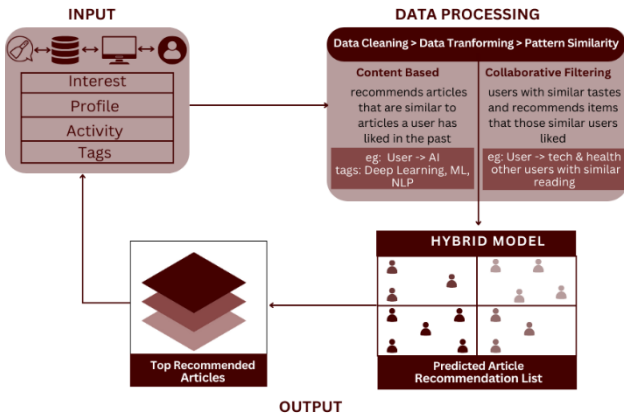 INPUT
Interest
Profile
Activity
Tags
DATA PROCESSING
Data Cleaning > Data Tranforming > Pattern Similarity
Content Based
recommends articles
that are similar to
articles a user has
liked in the past
eg: User -> AI
tags: Deep Learning, ML,
NLP
Collaborative Filtering
users with similar tastes
and recommends items
that those similar users
liked
eg: User -> tech & health
other users with similar
reading
HYBRID MODEL
Predicted Article
Recommendation List
Top Recommended
Articles
OUTPUT